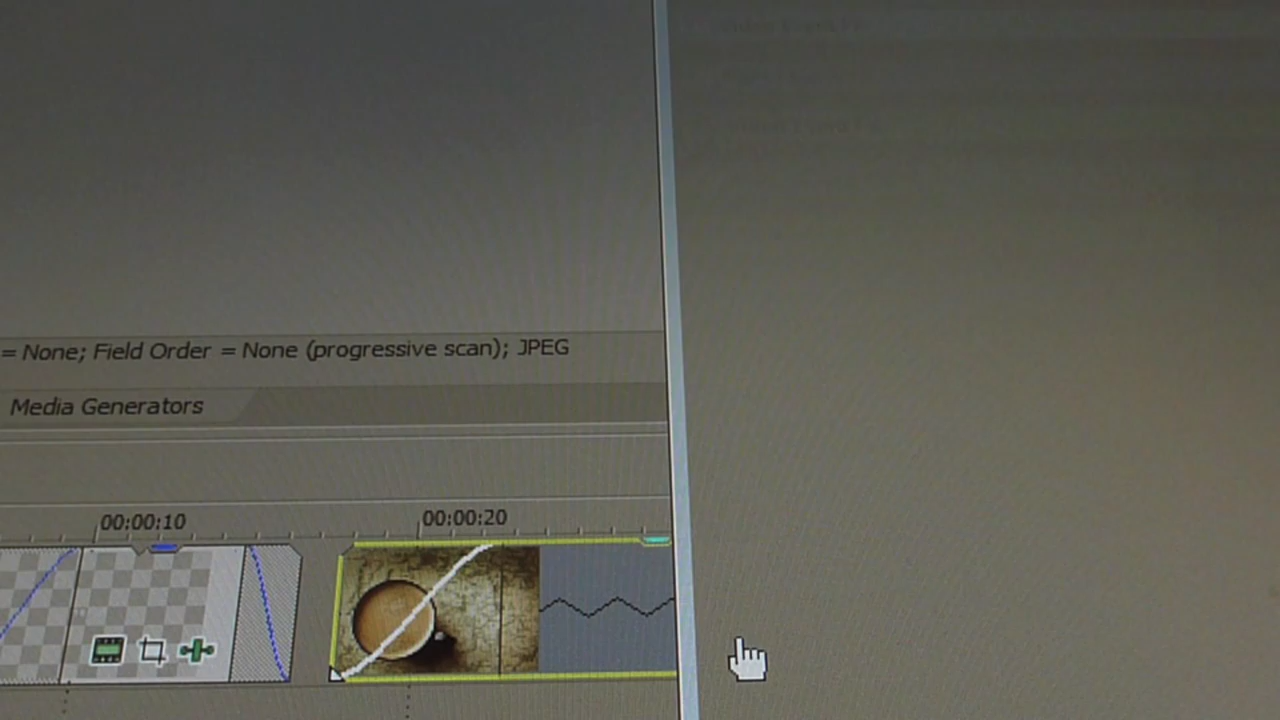 = None; Field Order = None (progressive scan); JPEG
Media Generators
00:00:10
00:00:20